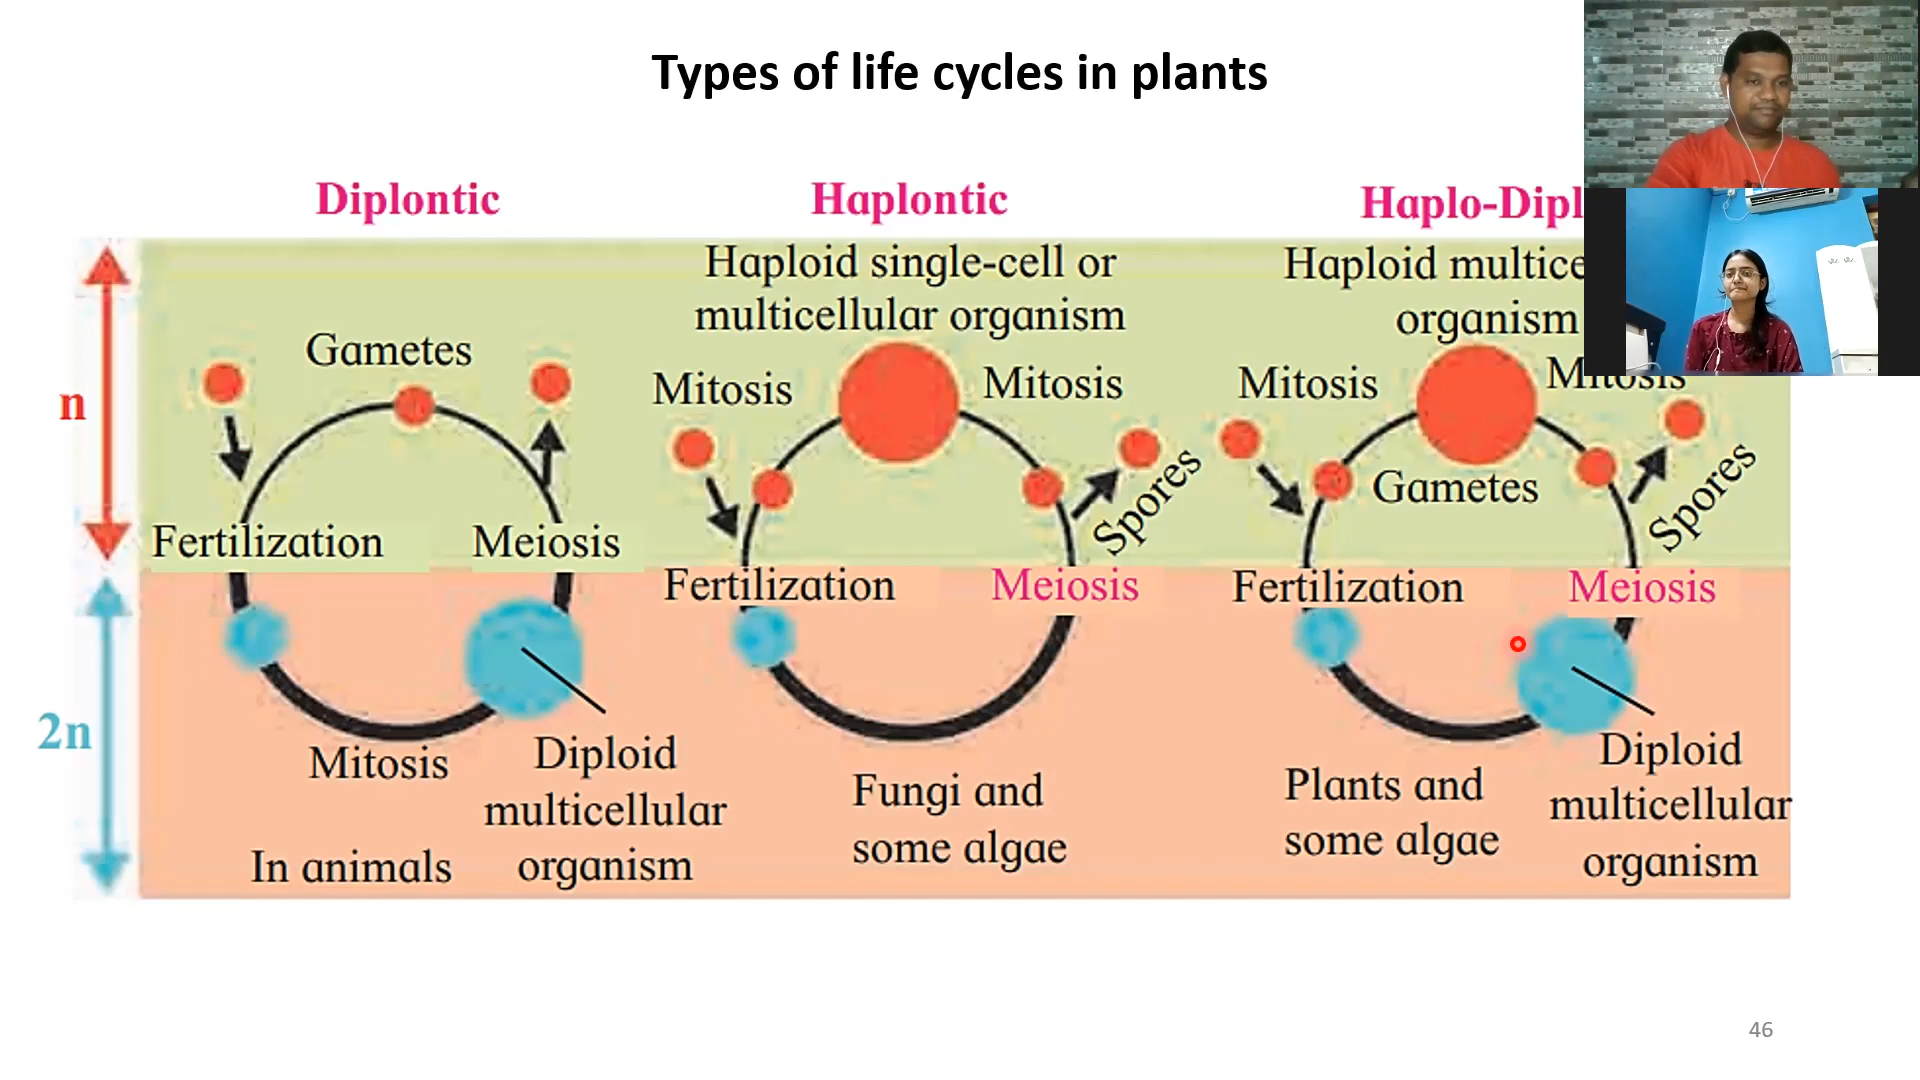 Types of life cycles in plants
Diplontic
Haplontic
Haplo-Dipl
n
2n
Gametes
Fertilization
Meiosis
Mitosis
Diploid
multicellular
organism
In animals
Haploid single-cell or
multicellular organism
Mitosis
Mitosis
Spores
Fertilization
Meiosis
Fungi and
some algae
Haploid multice
organism
Mitosis
Mitosis
Gametes
Spores
Fertilization
Meiosis
Plants and
some algae
Diploid
multicellular
organism
46